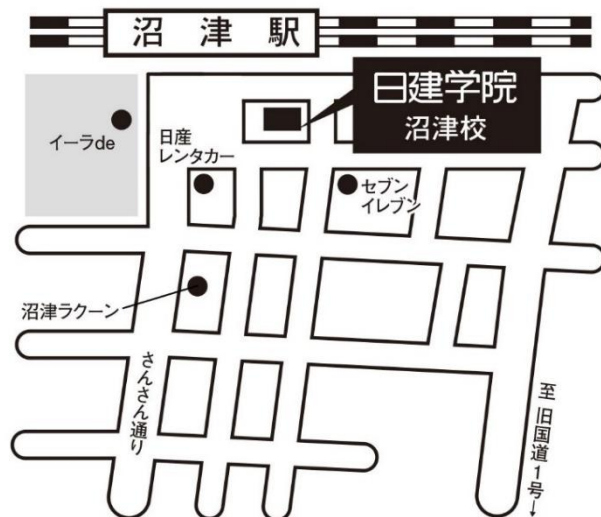 沼津駅
日建学院
沼津校
イーラde
日産
レンタカー
セブン
イレブン
沼津ラクーン
さんさん通り
至旧国道1号↓